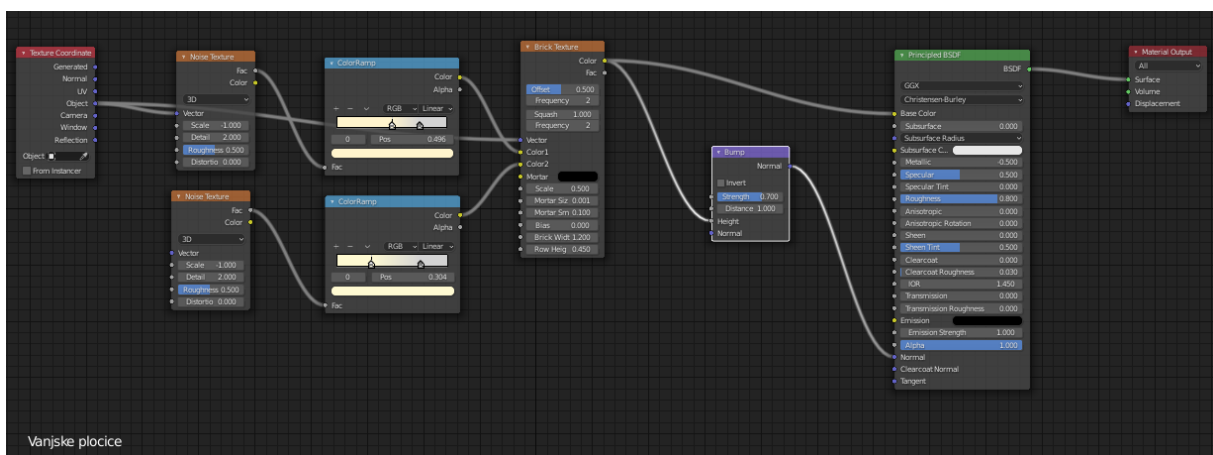 Texture Coordinate
Generated
Normal
UV
Object
Camera
Window
Reflection
Object
From Instancer
Noise Texture
Fac
Color
3D
Vector
Scale -1.000
Detail 2.000
Roughness 0.500
Distortio 0.000
Noise Texture
Fac
Color
3D
Vector
Scale -1.000
Detail 2.000
Roughness 0.500
Distortio 0.000
ColorRamp
Color
Alpha
+ − RGB Linear
0 Pos 0.496
Fac
ColorRamp
Color
Alpha
+ − RGB Linear
0 Pos 0.304
Fac
Brick Texture
Color
Fac
Offset 0.500
Frequency 2
Squash 1.000
Frequency 2
Vector
Color1
Color2
Mortar
Scale 0.500
Mortar Siz 0.001
Mortar Sm 0.100
Bias 0.000
Brick Widt 1.200
Row Heig 0.450
Bump
Normal
Invert
Strength 0.700
Distance 1.000
Height
Normal
Principled BSDF
BSDF
GGX
Christensen-Burley
Base Color
Subsurface 0.000
Subsurface Radius
Subsurface C...
Metallic -0.500
Specular 0.500
Specular Tint 0.000
Roughness 0.800
Anisotropic 0.000
Anisotropic Rotation 0.000
Sheen 0.000
Sheen Tint 0.500
Clearcoat 0.000
Clearcoat Roughness 0.030
IOR 1.450
Transmission 0.000
Transmission Roughness 0.000
Emission
Emission Strength 1.000
Alpha 1.000
Normal
Clearcoat Normal
Tangent
Material Output
All
Surface
Volume
Displacement
Vanjske plocice